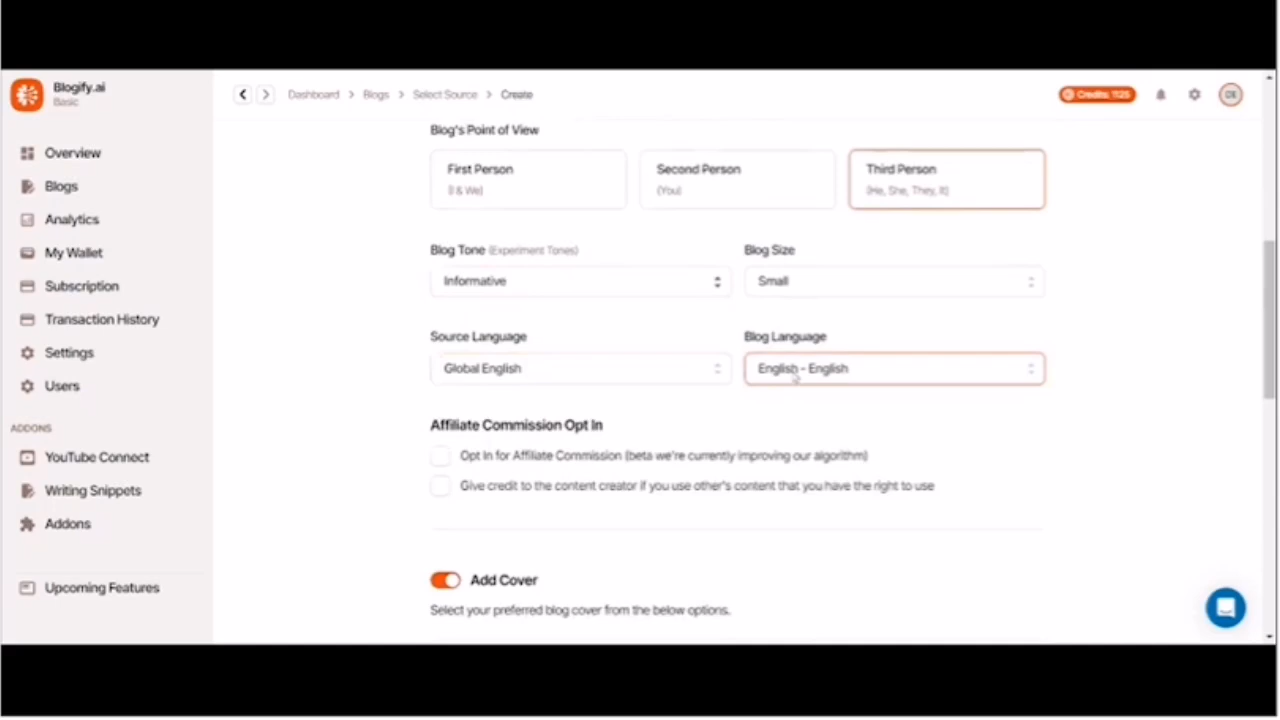 Blogify.ai
Basic
Overview
Blogs
Analytics
My Wallet
Subscription
Transaction History
Settings
Users
ADDONS
YouTube Connect
Writing Snippets
Addons
Upcoming Features
Dashboard > Blogs > Select Source > Create
Credits: 1125
Blog's Point of View
First Person
(I & We)
Second Person
(You)
Third Person
(He, She, They, It)
Blog Tone (Experiment Tones)
Informative
Blog Size
Small
Source Language
Global English
Blog Language
English - English
Affiliate Commission Opt In
Opt In for Affiliate Commission (beta we're currently improving our algorithm)
Give credit to the content creator if you use other's content that you have the right to use
Add Cover
Select your preferred blog cover from the below options.